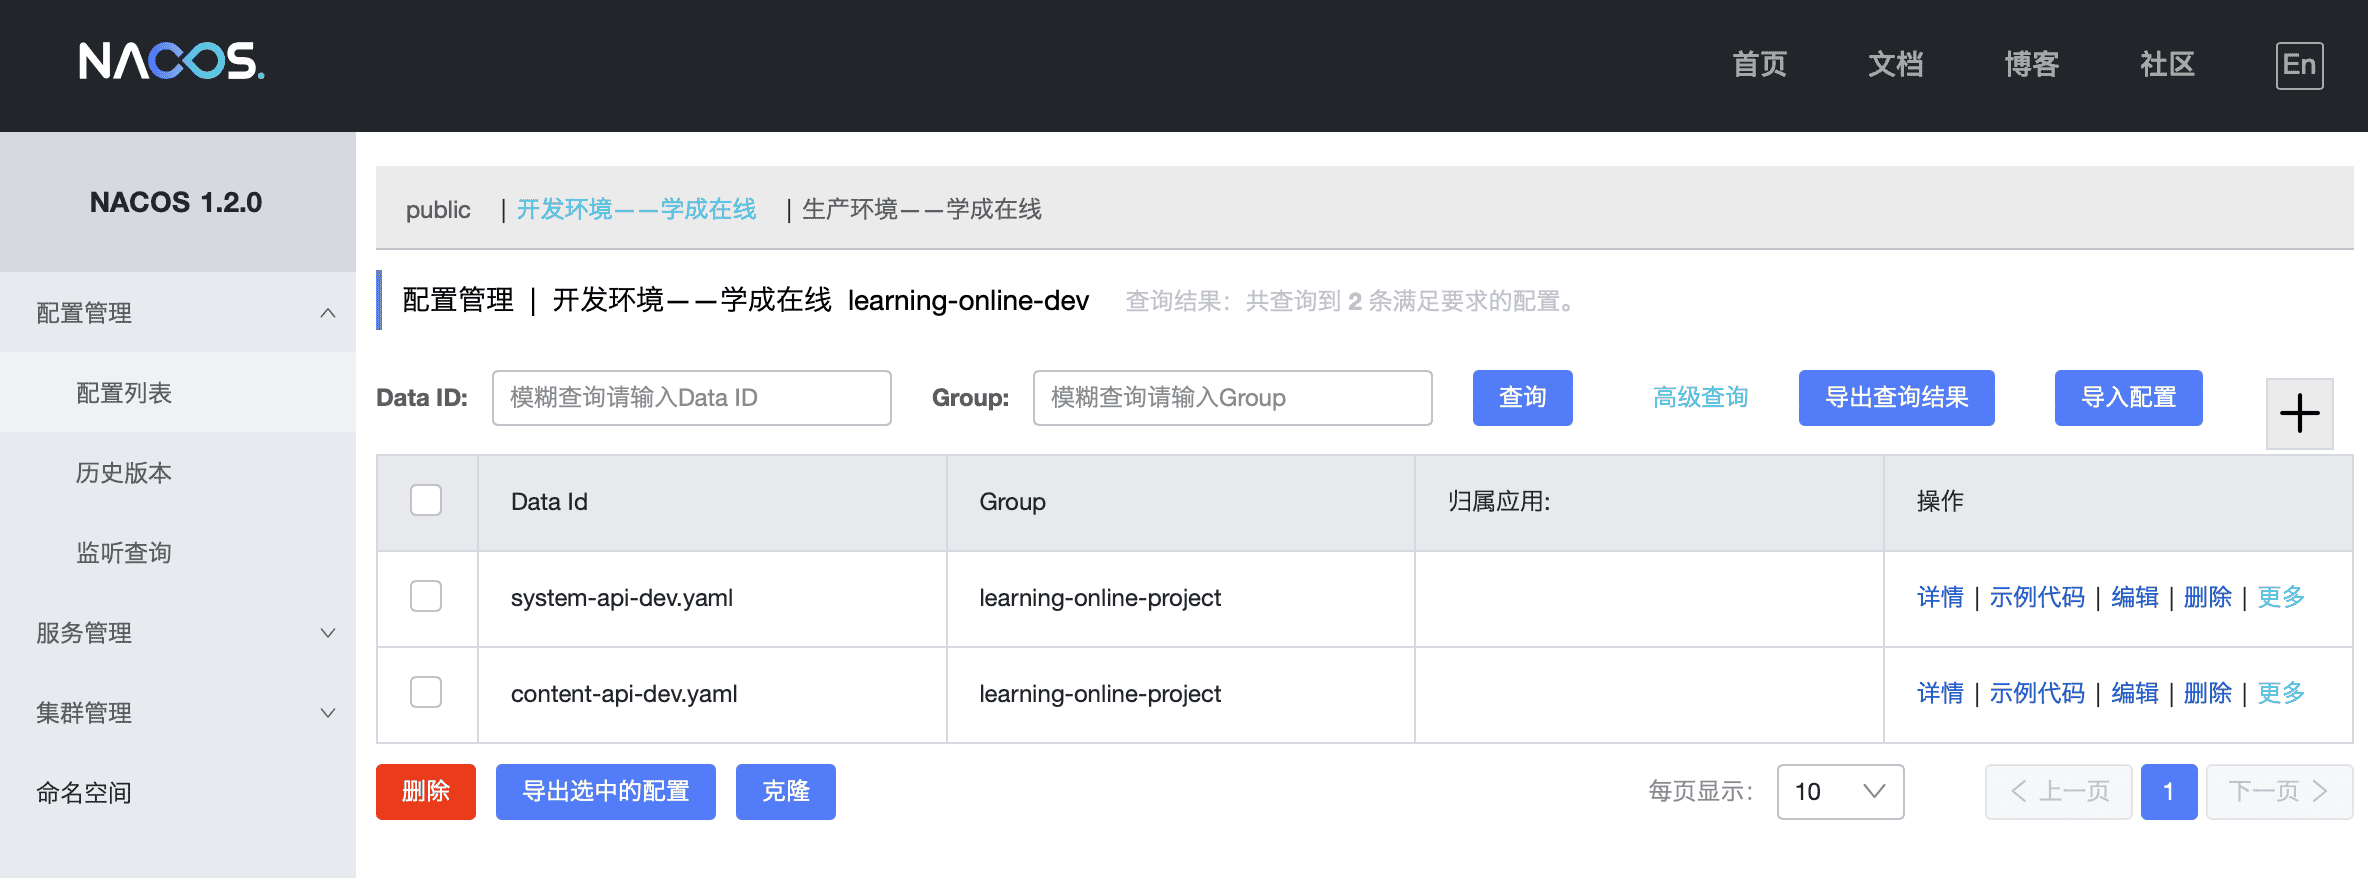 NACOS. 首页 文档 博客 社区 En
NACOS 1.2.0
配置管理
配置列表
历史版本
监听查询
服务管理
集群管理
命名空间
public | 开发环境——学成在线 | 生产环境——学成在线
配置管理 | 开发环境——学成在线 learning-online-dev 查询结果：共查询到 2 条满足要求的配置。
Data ID: 模糊查询请输入Data ID Group: 模糊查询请输入Group 查询 高级查询 导出查询结果 导入配置 +
Data Id Group 归属应用: 操作
system-api-dev.yaml learning-online-project 详情 | 示例代码 | 编辑 | 删除 | 更多
content-api-dev.yaml learning-online-project 详情 | 示例代码 | 编辑 | 删除 | 更多
删除 导出选中的配置 克隆 每页显示： 10 上一页 1 下一页